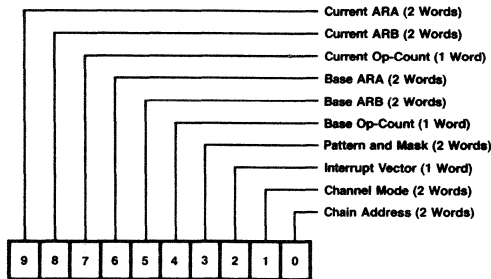 Current ARA (2 Words)
Current ARB (2 Words)
Current Op-Count (1 Word)
Base ARA (2 Words)
Base ARB (2 Words)
Base Op-Count (1 Word)
Pattern and Mask (2 Words)
Interrupt Vector (1 Word)
Channel Mode (2 Words)
Chain Address (2 Words)
9 8 7 6 5 4 3 2 1 0